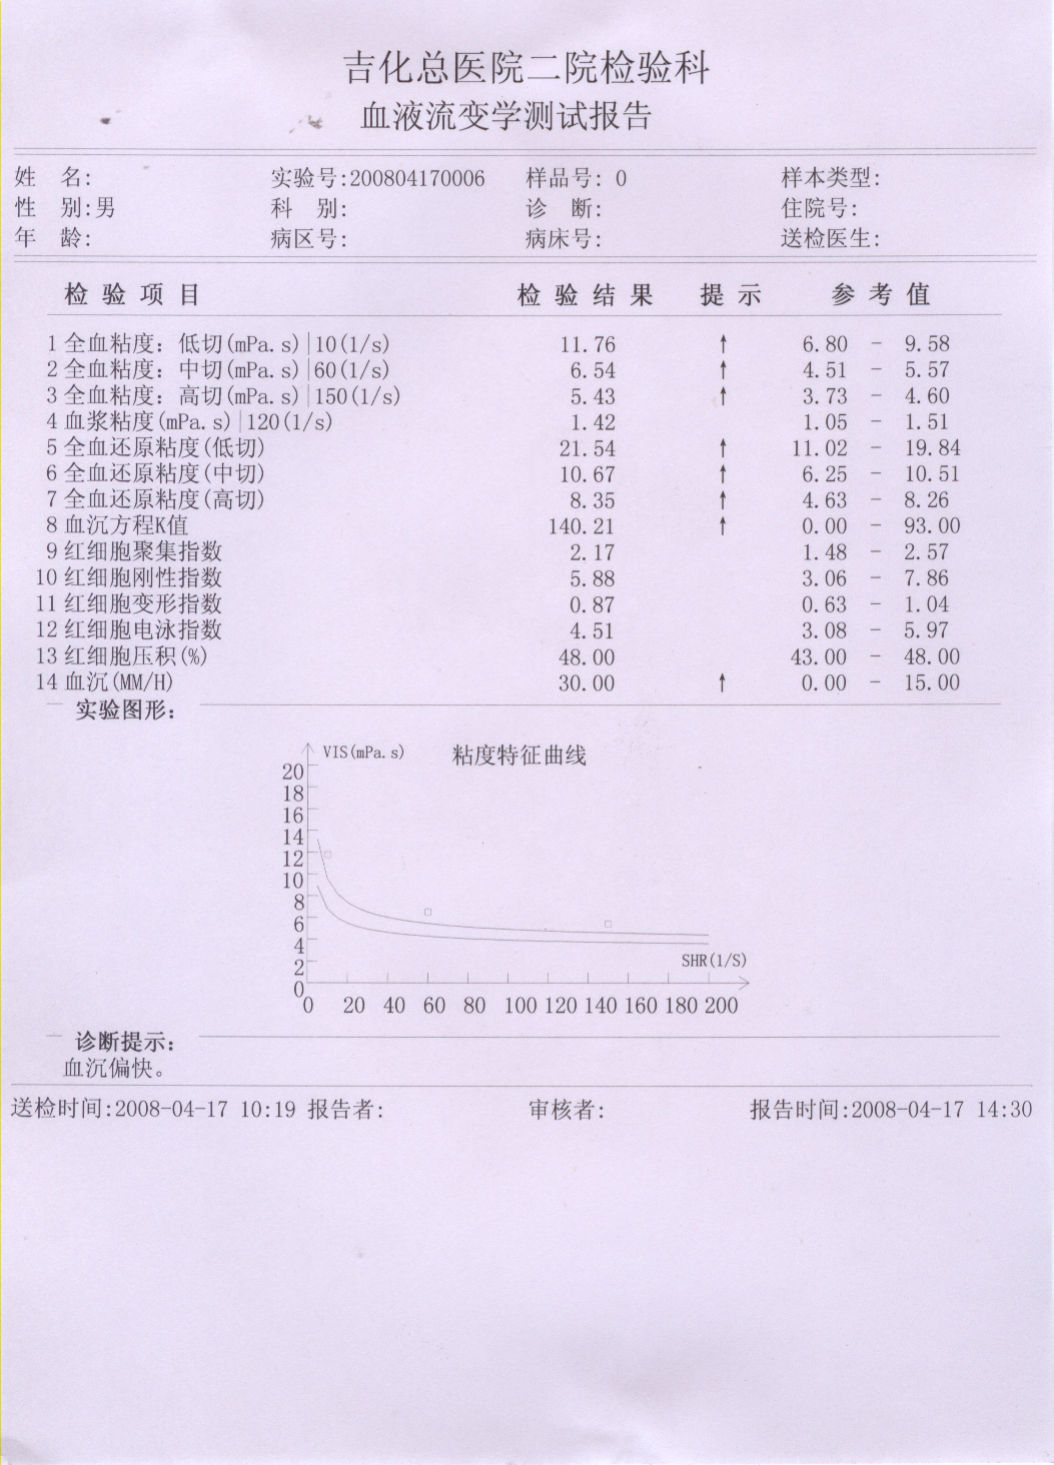 吉化总医院二院检验科
血液流变学测试报告
姓 名: 实验号:200804170006 样品号: 0 样本类型:
性 别:男 科 别: 诊 断: 住院号:
年 龄: 病区号: 病床号: 送检医生:
检验项目 检验结果 提示 参考值
1 全血粘度: 低切(mPa.s)|10(1/s) 11.76 ↑ 6.80 - 9.58
2 全血粘度: 中切(mPa.s)|60(1/s) 6.54 ↑ 4.51 - 5.57
3 全血粘度: 高切(mPa.s)|150(1/s) 5.43 ↑ 3.73 - 4.60
4 血浆粘度(mPa.s)|120(1/s) 1.42 1.05 - 1.51
5 全血还原粘度(低切) 21.54 ↑ 11.02 - 19.84
6 全血还原粘度(中切) 10.67 ↑ 6.25 - 10.51
7 全血还原粘度(高切) 8.35 ↑ 4.63 - 8.26
8 血沉方程K值 140.21 ↑ 0.00 - 93.00
9 红细胞聚集指数 2.17 1.48 - 2.57
10 红细胞刚性指数 5.88 3.06 - 7.86
11 红细胞变形指数 0.87 0.63 - 1.04
12 红细胞电泳指数 4.51 3.08 - 5.97
13 红细胞压积(%) 48.00 43.00 - 48.00
14 血沉(MM/H) 30.00 ↑ 0.00 - 15.00
实验图形:
VIS(mPa.s) 粘度特征曲线
20
18
16
14
12
10
8
6
4
2
0
SHR(1/S)
0 20 40 60 80 100 120 140 160 180 200
诊断提示:
血沉偏快。
送检时间:2008-04-17 10:19 报告者: 审核者: 报告时间:2008-04-17 14:30